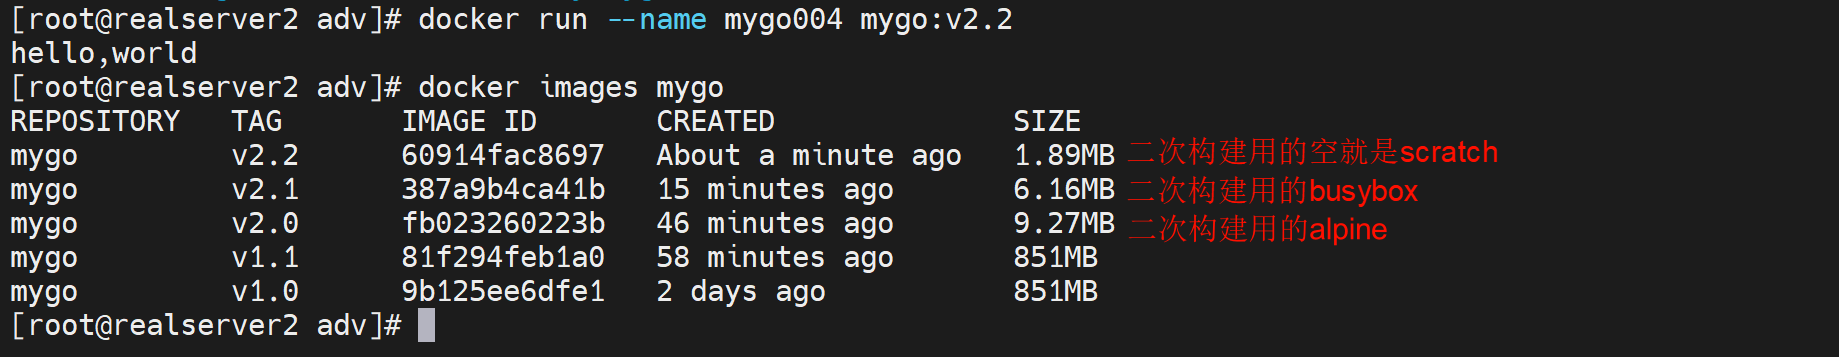 [root@realserver2 adv]# docker run --name mygo004 mygo:v2.2
hello,world
[root@realserver2 adv]# docker images mygo
REPOSITORY TAG IMAGE ID CREATED SIZE
mygo v2.2 60914fac8697 About a minute ago 1.89MB 二次构建用的空就是scratch
mygo v2.1 387a9b4ca41b 15 minutes ago 6.16MB 二次构建用的busybox
mygo v2.0 fb023260223b 46 minutes ago 9.27MB 二次构建用的alpine
mygo v1.1 81f294feb1a0 58 minutes ago 851MB
mygo v1.0 9b125ee6dfe1 2 days ago 851MB
[root@realserver2 adv]#